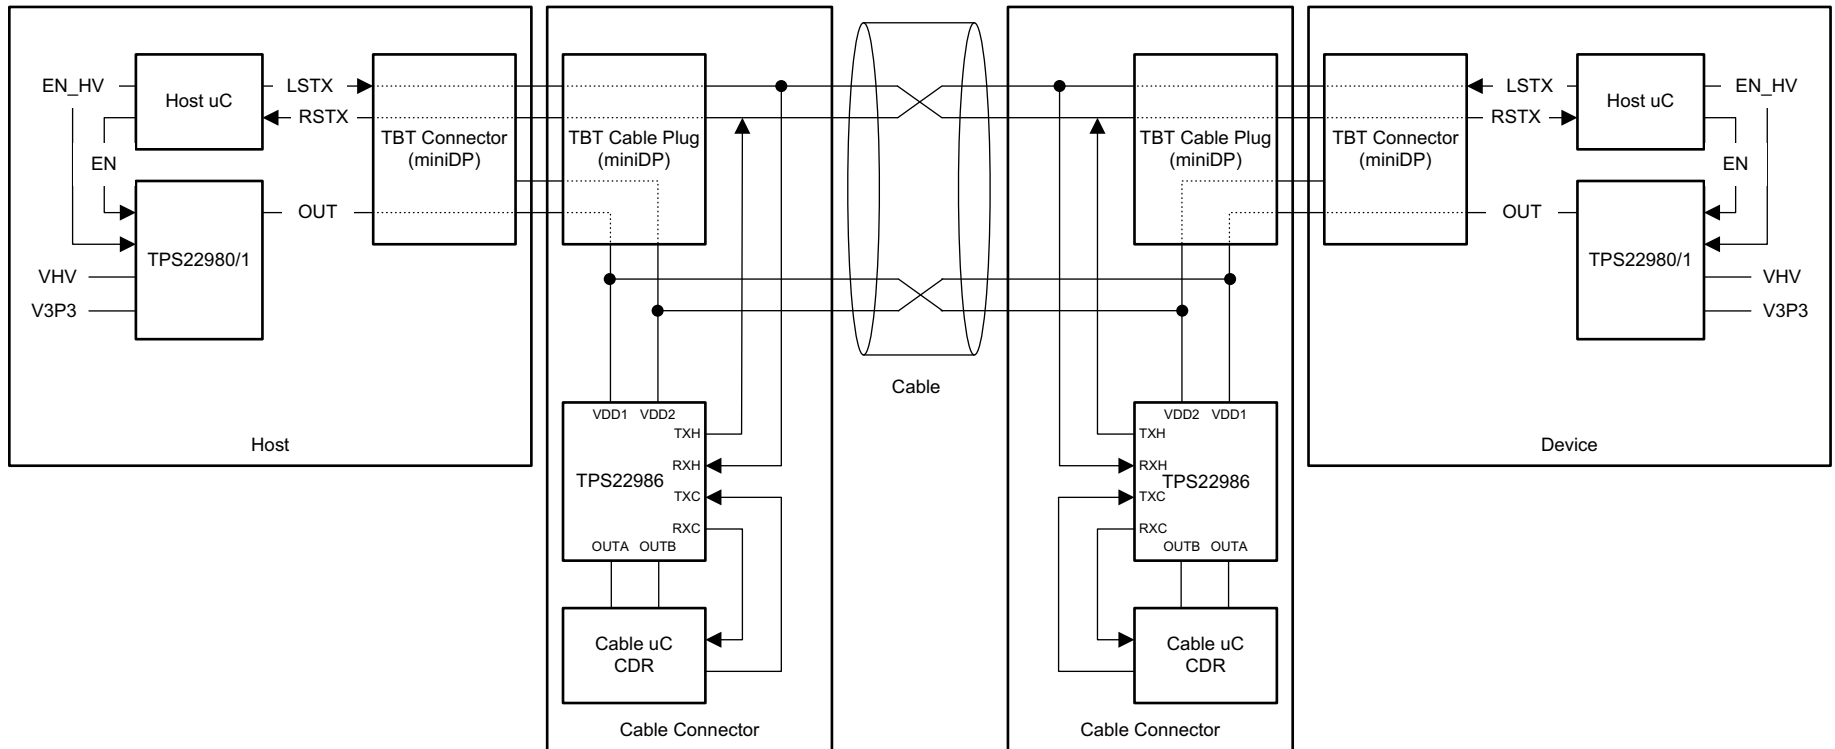 EN_HV
Host uC
LSTX
RSTX
EN
TPS22980/1
OUT
VHV
V3P3
TBT Connector
(miniDP)
Host
TBT Cable Plug
(miniDP)
VDD1 VDD2
TXH
RXH
TPS22986
TXC
RXC
OUTA OUTB
Cable uC
CDR
Cable Connector
Cable
TBT Cable Plug
(miniDP)
VDD2 VDD1
TXH
RXH
TPS22986
TXC
RXC
OUTB OUTA
Cable uC
CDR
Cable Connector
TBT Connector
(miniDP)
LSTX
RSTX
Host uC
EN_HV
EN
OUT
TPS22980/1
VHV
V3P3
Device